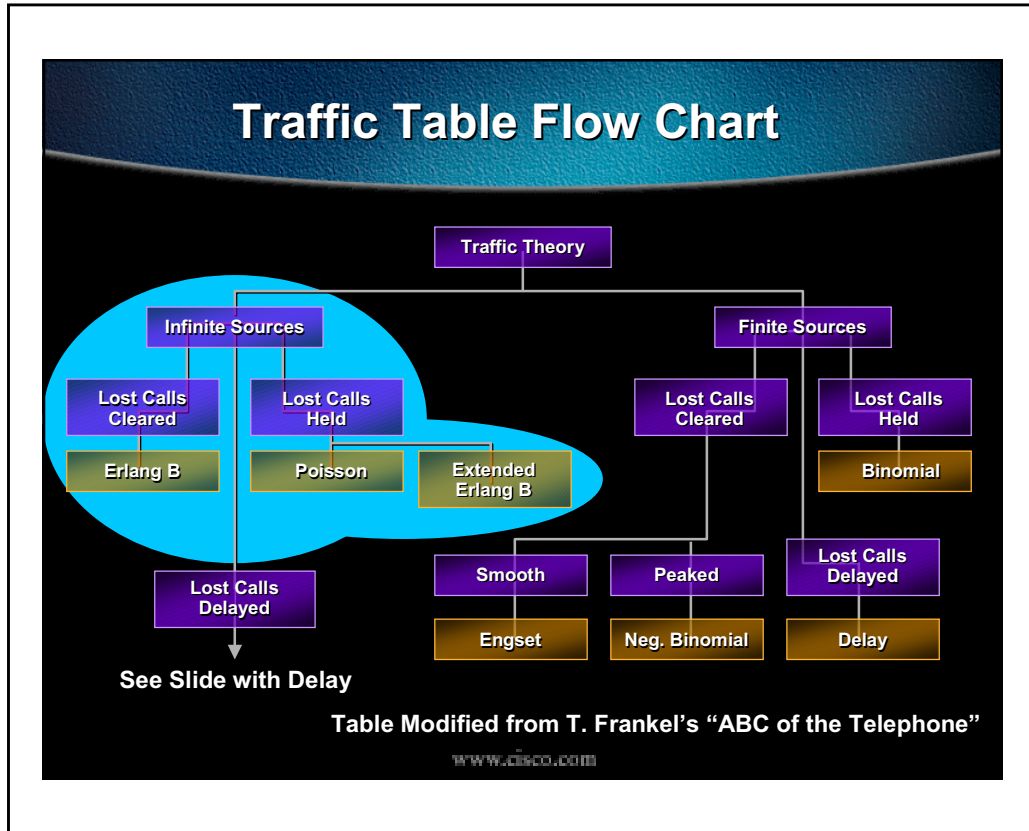 Traffic Table Flow Chart
Traffic Theory
Infinite Sources
Finite Sources
Lost Calls
Cleared
Lost Calls
Held
Lost Calls
Cleared
Lost Calls
Held
Erlang B
Poisson
Extended
Erlang B
Binomial
Lost Calls
Delayed
Smooth
Peaked
Lost Calls
Delayed
Engset
Neg. Binomial
Delay
See Slide with Delay
Table Modified from T. Frankel's “ABC of the Telephone”
www.cisco.com